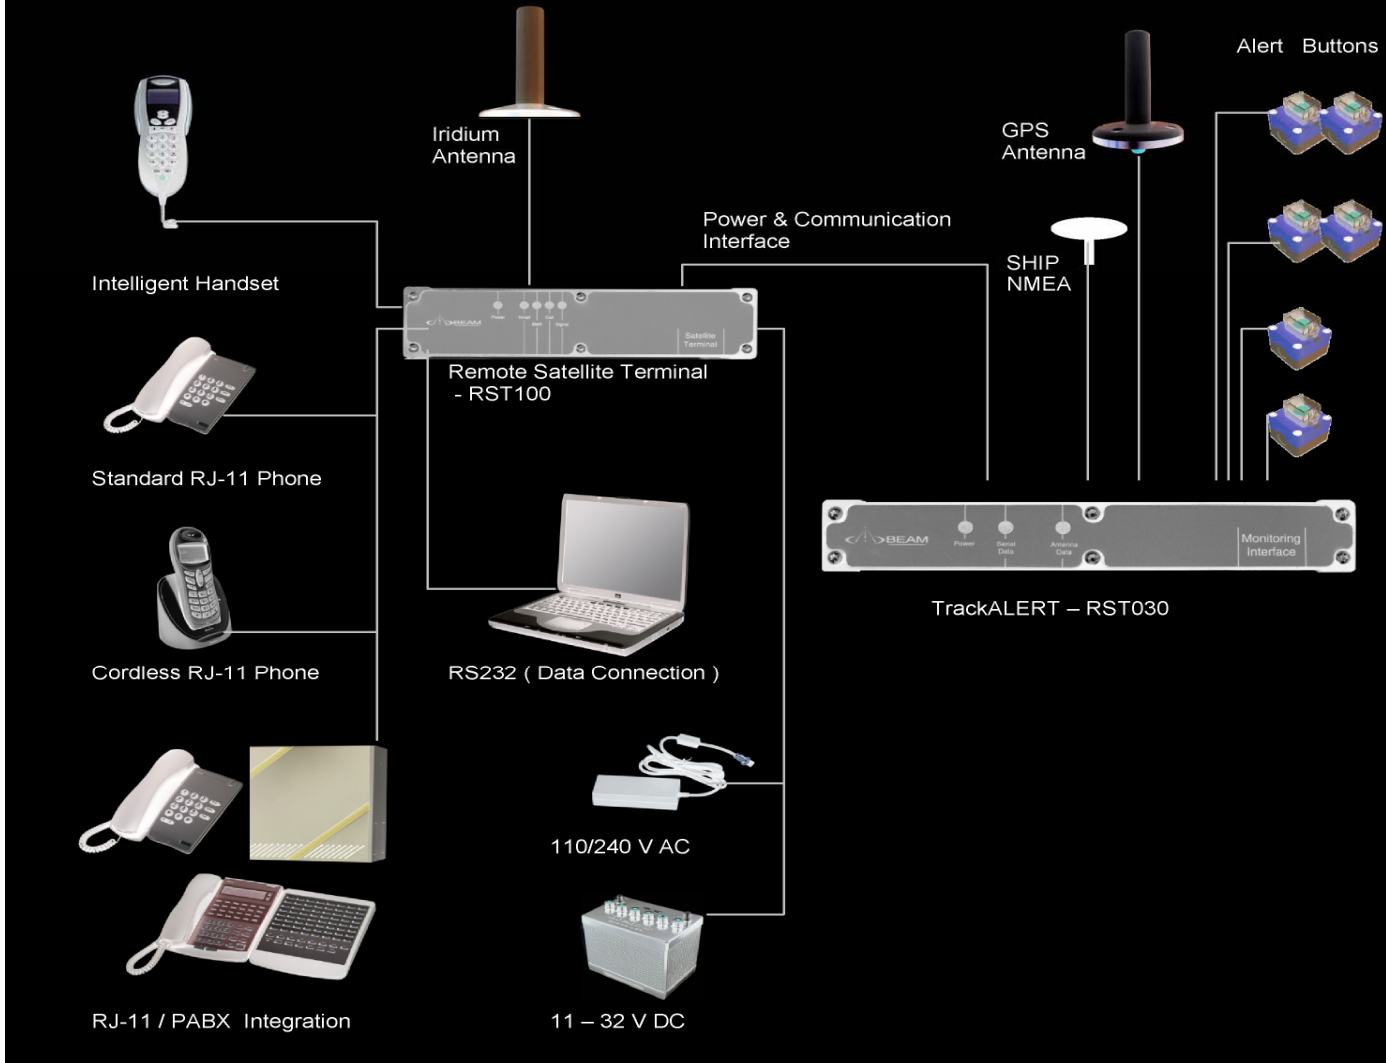 Alert Buttons
Iridium
Antenna
GPS
Antenna
Power & Communication
Interface
SHIP
NMEA
Intelligent Handset
BEAM
Power
Signal
Satellite
Terminal
Remote Satellite Terminal
- RST100
Standard RJ-11 Phone
BEAM
Power
Serial
Data
Antenna
Data
Monitoring
Interface
TrackALERT – RST030
Cordless RJ-11 Phone
RS232 ( Data Connection )
110/240 V AC
RJ-11 / PABX Integration
11 – 32 V DC